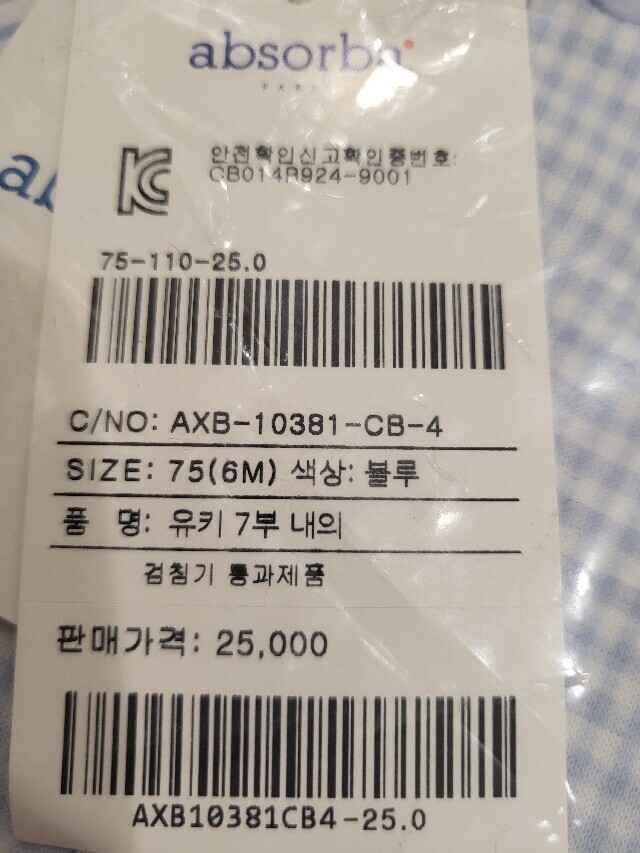 absorba
PARIS
안전확인신고확인증번호:
CB014R924-9001
75-110-25.0
C/NO: AXB-10381-CB-4
SIZE: 75(6M) 색상: 블루
품 명: 유키 7부 내의
검침기 통과제품
판매가격: 25,000
AXB10381CB4-25.0